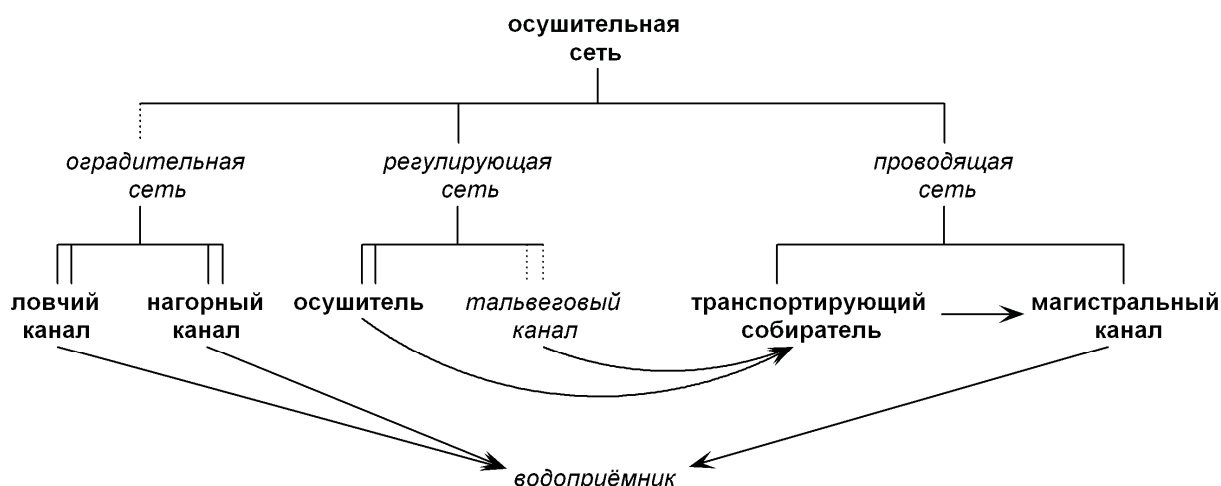 осушительная
сеть
оградительная
сеть
регулирующая
сеть
проводящая
сеть
ловчий
канал
нагорный
канал
осушитель
тальвеговый
канал
транспортирующий
собиратель
магистральный
канал
водоприёмник